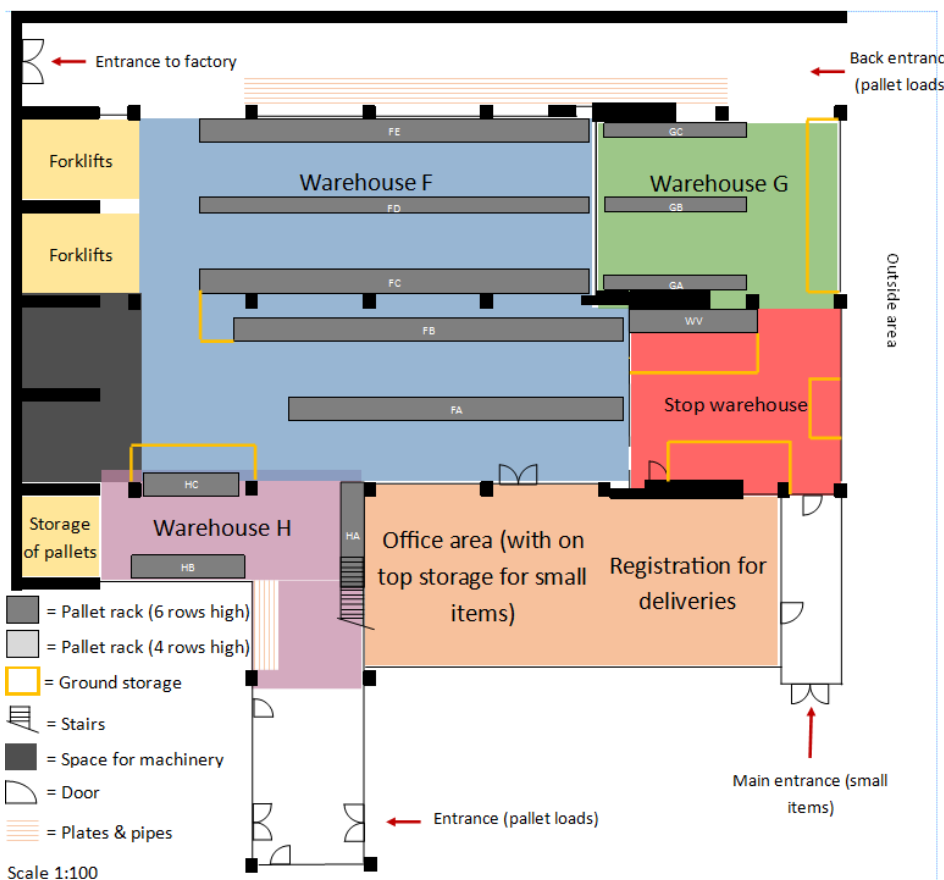 Entrance to factory
Back entranc
(pallet loads
FE
GC
Forklifts
Warehouse F
Warehouse G
FD
GB
Forklifts
FC
GA
Outside area
FB
WV
FA
Stop warehouse
HC
Storage
of pallets
Warehouse H
HA
HB
Office area (with on
top storage for small
items)
Registration for
deliveries
= Pallet rack (6 rows high)
= Pallet rack (4 rows high)
= Ground storage
= Stairs
= Space for machinery
= Door
= Plates & pipes
Scale 1:100
Entrance (pallet loads)
Main entrance (small
items)